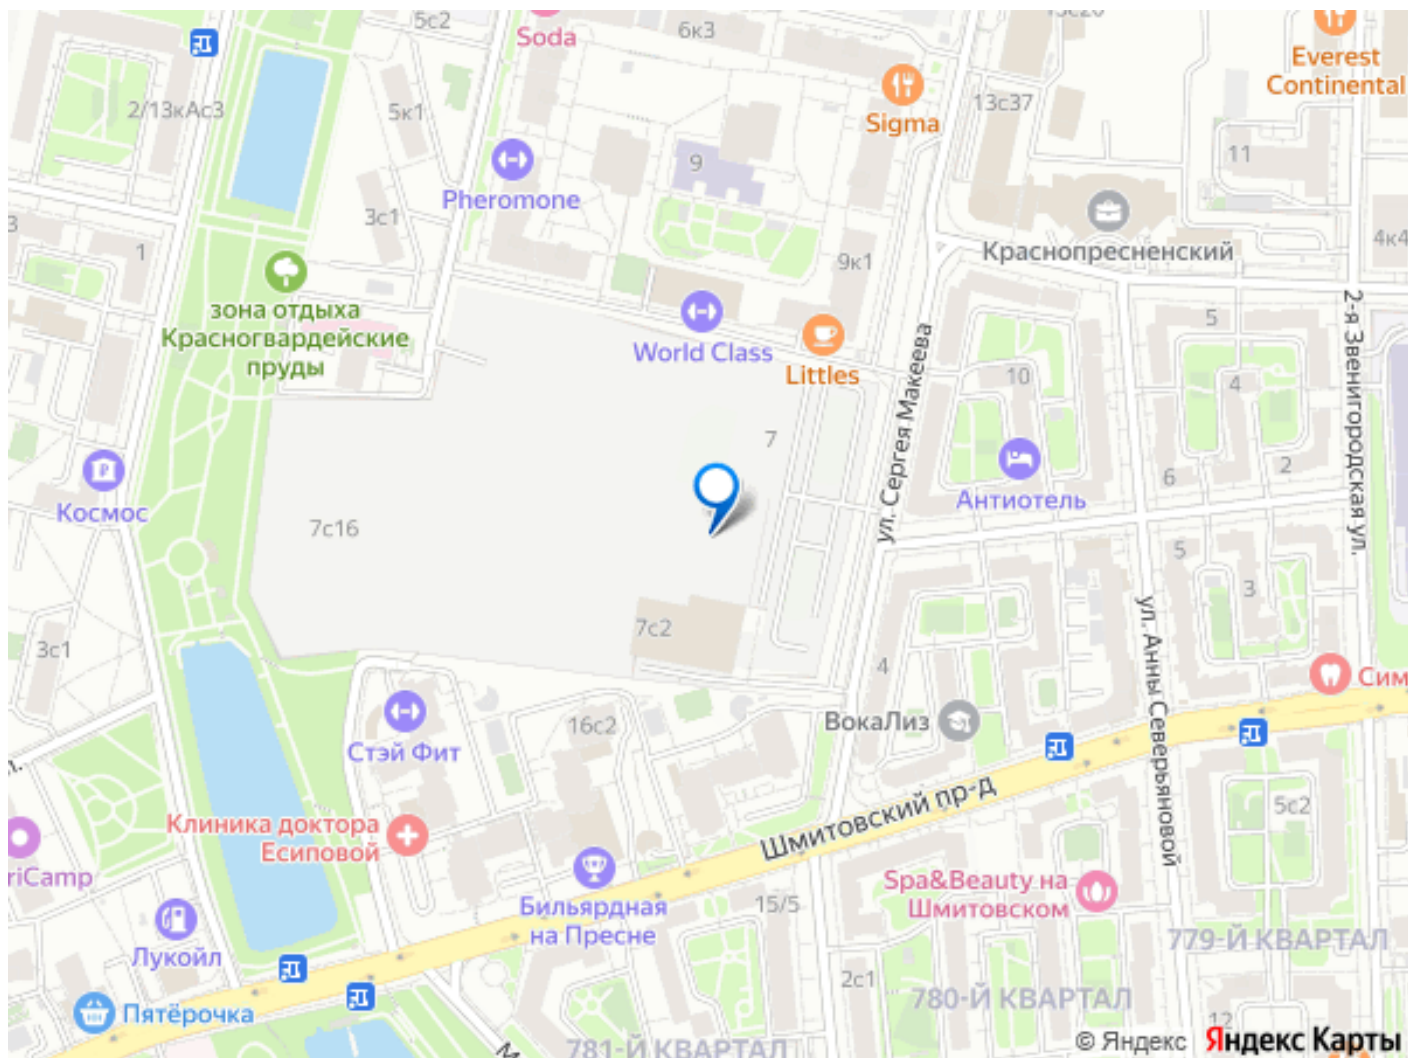 5с2
Soda
6к3
13с20
Everest
Continental
2/13кАс3
5к1
Sigma
13с37
11
9
Pheromone
3с1
3
1
9к1
Краснопресненский
4к4
зона отдыха
Красногвардейские
пруды
World Class
Littles
ул. Сергея Макеева
10
5
4
2-я Звенигородская ул.
7
6
2
Космос
7с16
Антиотель
5
3
ул. Анны Северьяновой
3с1
7с2
4
Сим
16с2
ВокаЛиз
Стэй Фит
Шмитовский пр-д
5с2
Клиника доктора
Есиповой
riCamp
Spa&Beauty на
Шмитовском
15/5
Бильярдная
на Пресне
Лукойл
779-Й КВАРТАЛ
2с1
780-Й КВАРТАЛ
Пятёрочка
12
781-Й КВАРТАЛ
© Яндекс Яндекс Карты